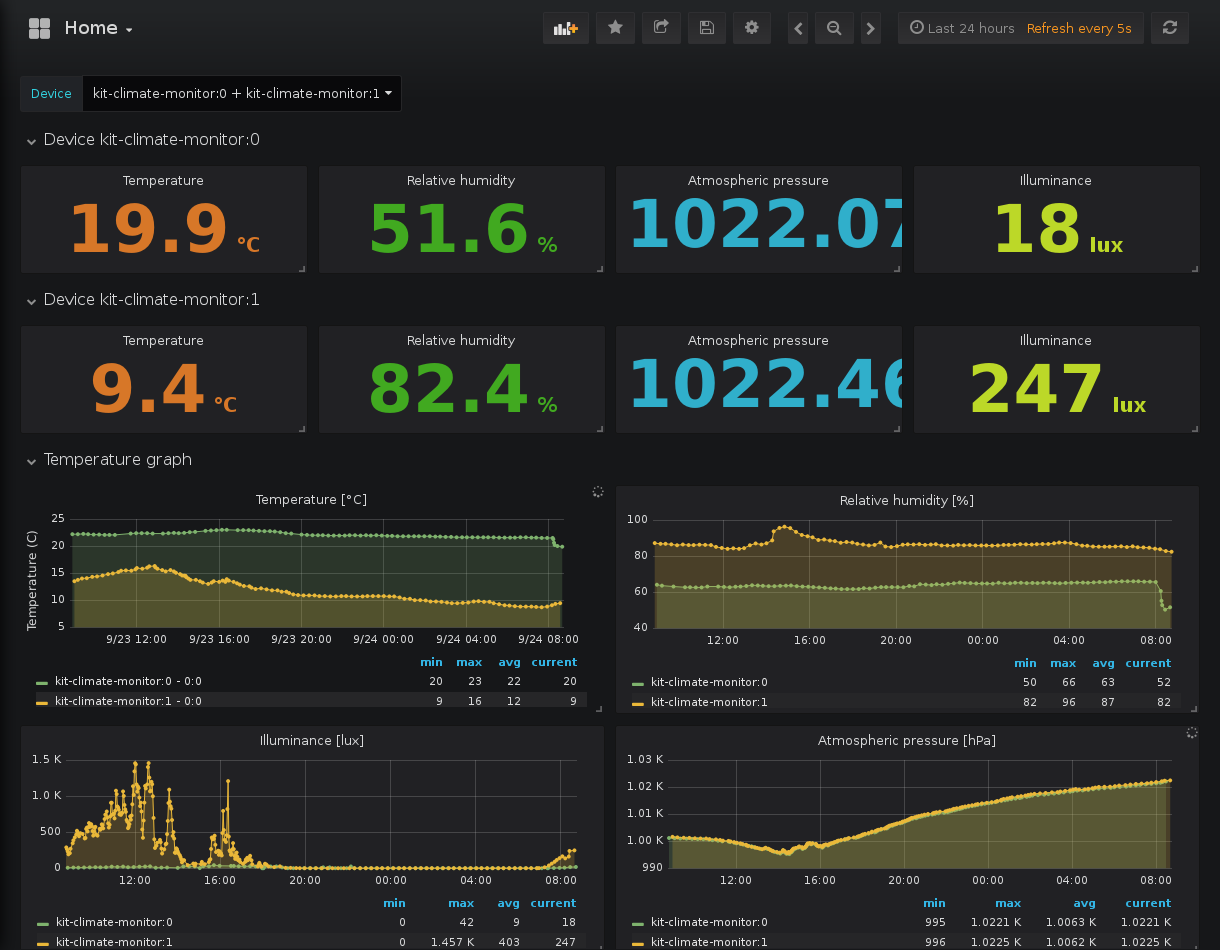 Home
Last 24 hours Refresh every 5s
Device kit-climate-monitor:0 + kit-climate-monitor:1
Device kit-climate-monitor:0
Temperature Relative humidity Atmospheric pressure Illuminance
19.9 °C 51.6 % 1022.07 18 lux
Device kit-climate-monitor:1
Temperature Relative humidity Atmospheric pressure Illuminance
9.4 °C 82.4 % 1022.46 247 lux
Temperature graph
Temperature [°C]
Temperature (C)
25
20
15
10
5
9/23 12:00 9/23 16:00 9/23 20:00 9/24 00:00 9/24 04:00 9/24 08:00
min max avg current
kit-climate-monitor:0 - 0:0 20 23 22 20
kit-climate-monitor:1 - 0:0 9 16 12 9
Relative humidity [%]
100
80
60
40
12:00 16:00 20:00 00:00 04:00 08:00
min max avg current
kit-climate-monitor:0 50 66 63 52
kit-climate-monitor:1 82 96 87 82
Illuminance [lux]
1.5 K
1.0 K
500
0
12:00 16:00 20:00 00:00 04:00 08:00
min max avg current
kit-climate-monitor:0 0 42 9 18
kit-climate-monitor:1 0 1.457 K 403 247
Atmospheric pressure [hPa]
1.03 K
1.02 K
1.01 K
1.00 K
990
12:00 16:00 20:00 00:00 04:00 08:00
min max avg current
kit-climate-monitor:0 995 1.0221 K 1.0063 K 1.0221 K
kit-climate-monitor:1 996 1.0225 K 1.0062 K 1.0225 K